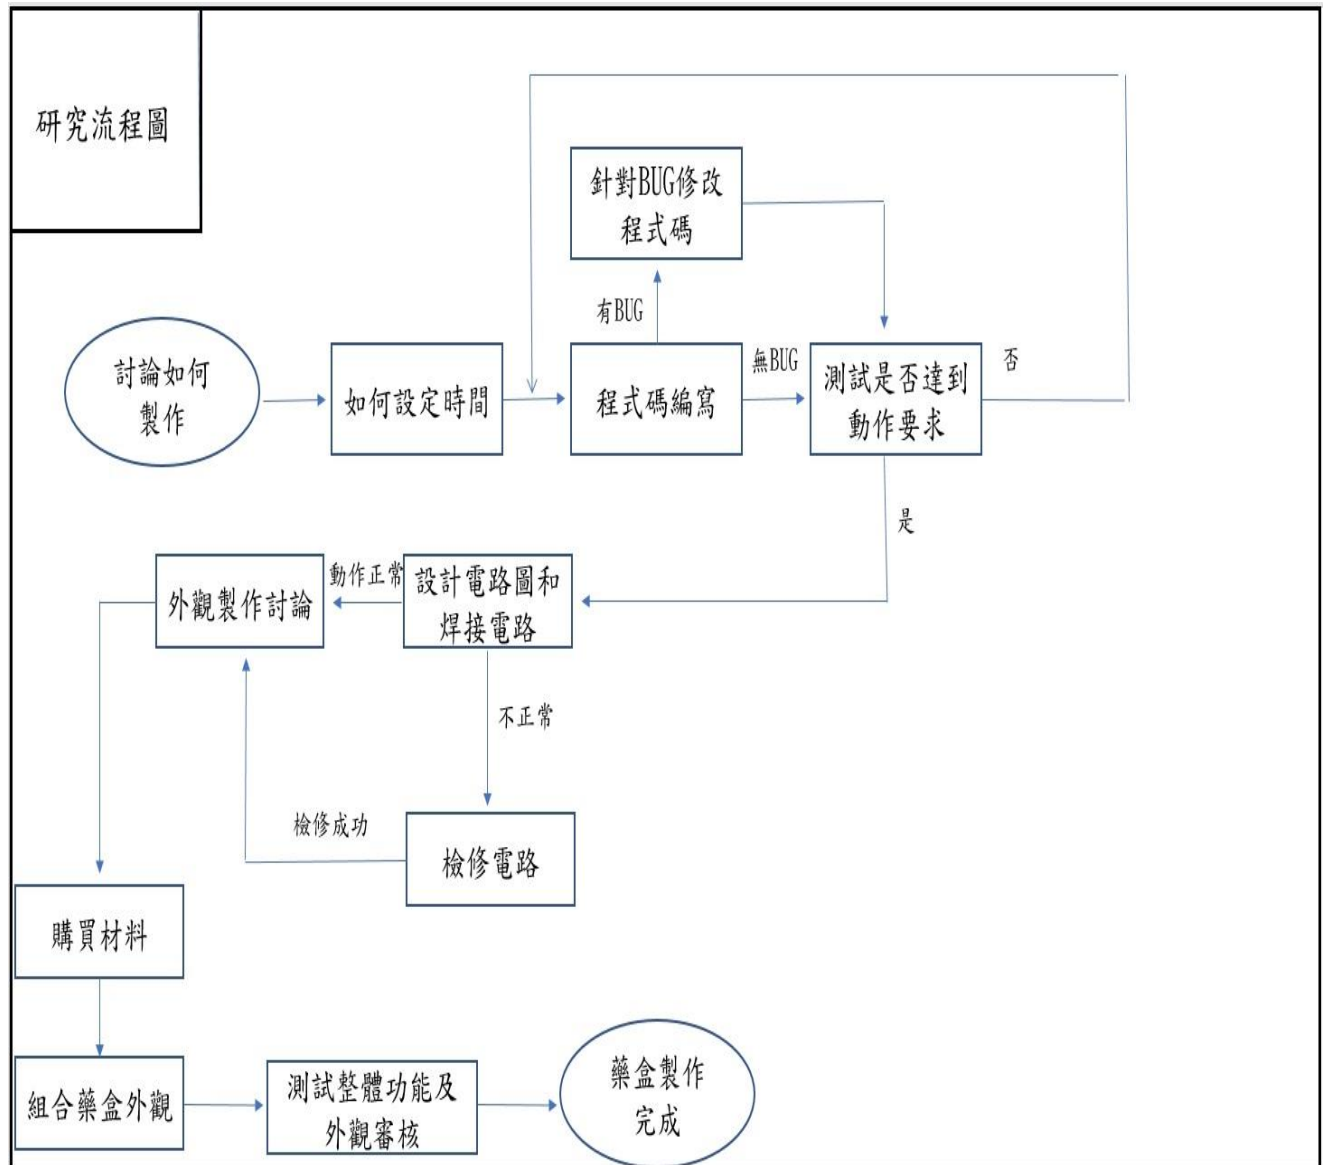 研究流程圖
針對BUG修改
程式碼
有BUG
討論如何
製作
如何設定時間
程式碼編寫
無BUG
測試是否達到
動作要求
否
是
設計電路圖和
焊接電路
動作正常
外觀製作討論
不正常
檢修電路
檢修成功
購買材料
組合藥盒外觀
測試整體功能及
外觀審核
藥盒製作
完成